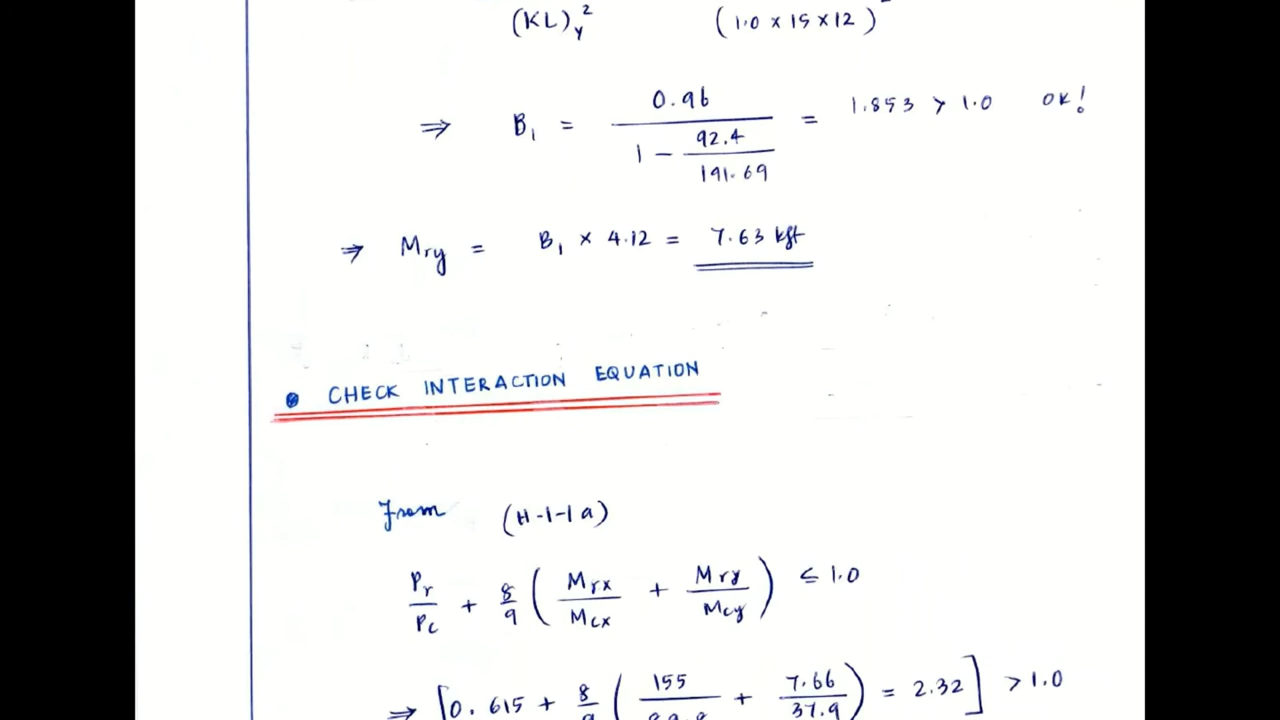 (KL)y² (1.0 x 15 x 12)
⇒ B₁ = 0.96 / (1 - 92.4 / 191.69) = 1.853 > 1.0 OK!
⇒ Mry = B₁ x 4.12 = 7.63 kft
• CHECK INTERACTION EQUATION
From (H-1-1a)
Pr/Pc + 8/9 (Mrx/Mcx + Mry/Mcy) ≤ 1.0
⇒ [0.615 + 8/9 (155 + 7.66/37.9) = 2.32] > 1.0